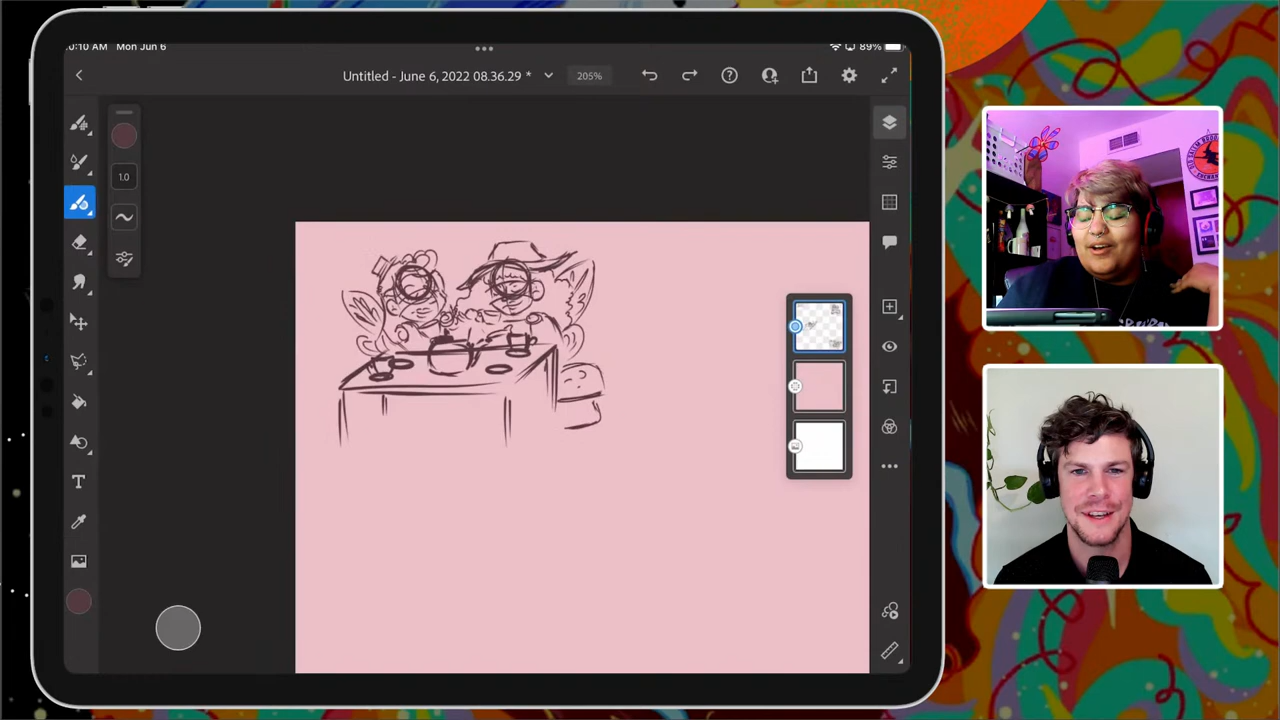 :10 AM Mon Jun 6
89%
Untitled - June 6, 2022 08.36.29 *
205%
1.0
T